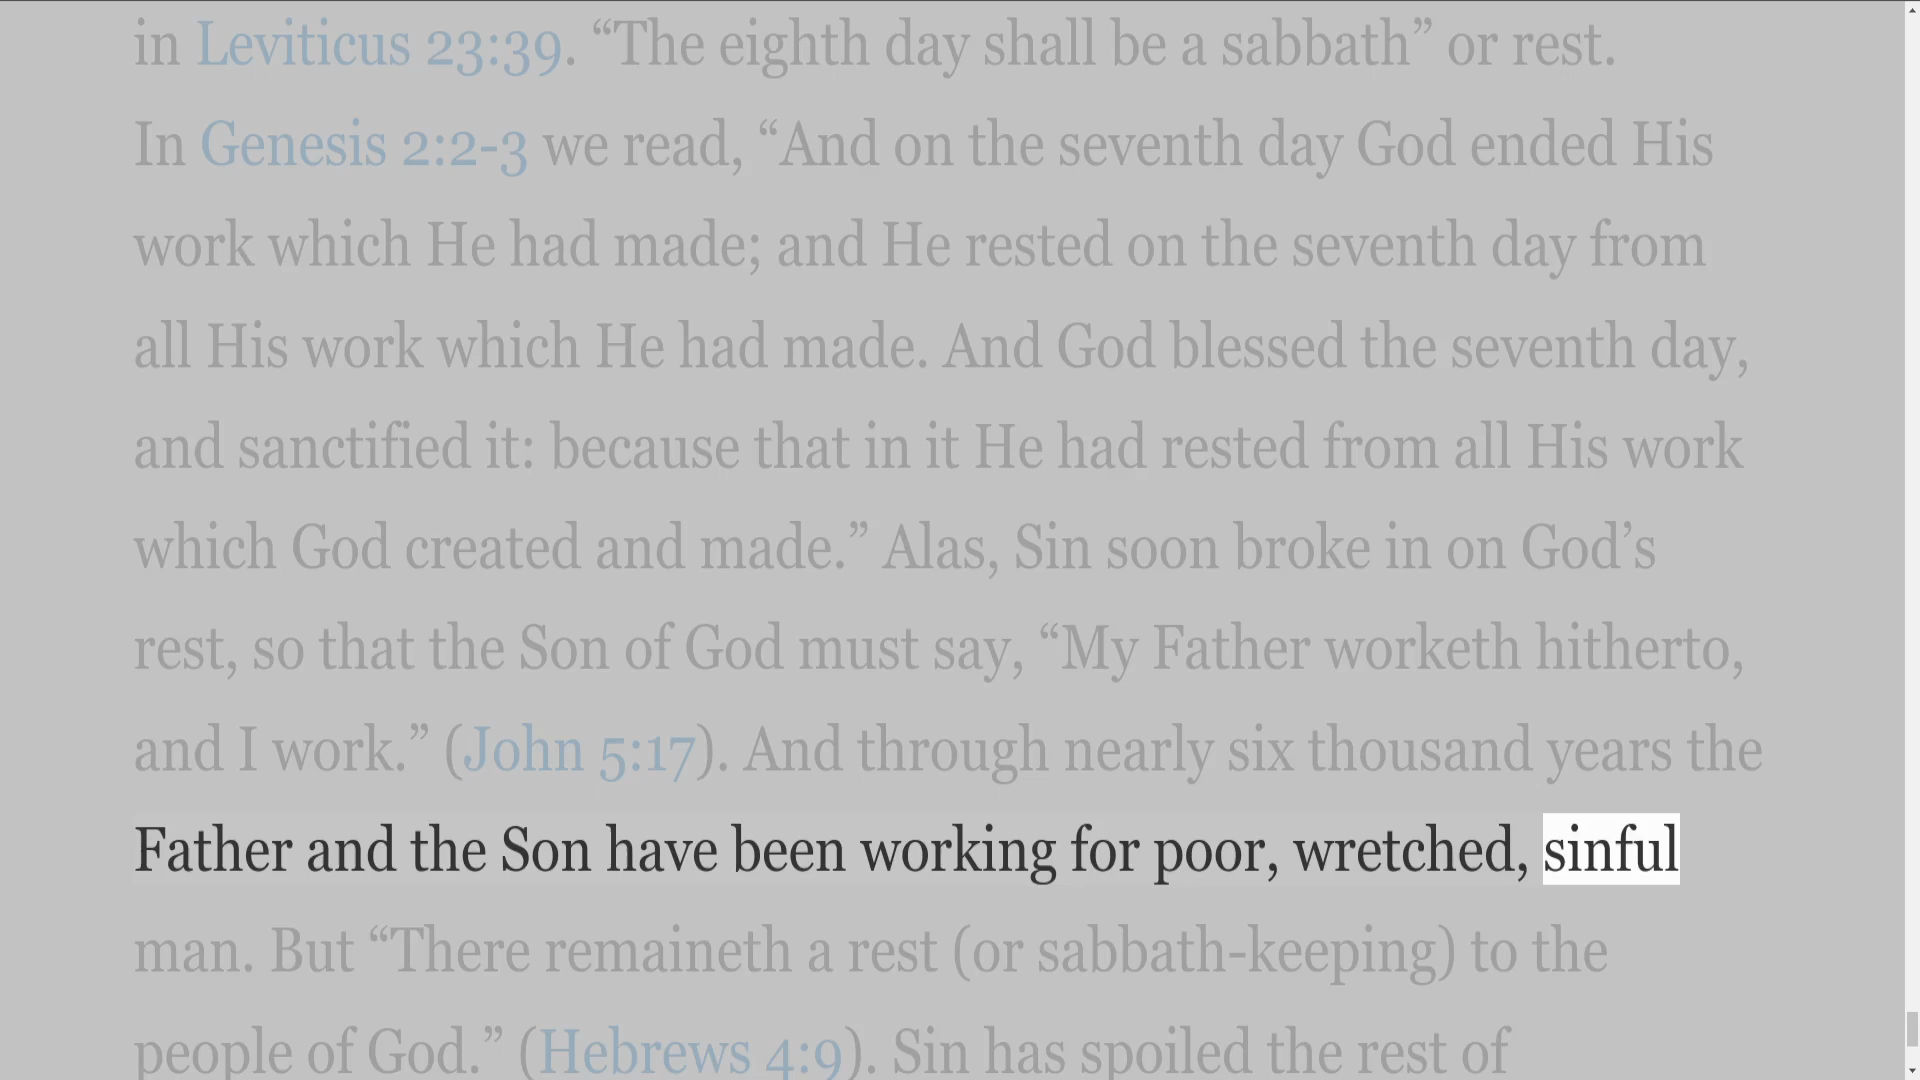 in Leviticus 23:39. “The eighth day shall be a sabbath” or rest.
In Genesis 2:2-3 we read, “And on the seventh day God ended His
work which He had made; and He rested on the seventh day from
all His work which He had made. And God blessed the seventh day,
and sanctified it: because that in it He had rested from all His work
which God created and made.” Alas, Sin soon broke in on God’s
rest, so that the Son of God must say, “My Father worketh hitherto,
and I work.” (John 5:17). And through nearly six thousand years the
Father and the Son have been working for poor, wretched, sinful
man. But “There remaineth a rest (or sabbath-keeping) to the
people of God.” (Hebrews 4:9). Sin has spoiled the rest of